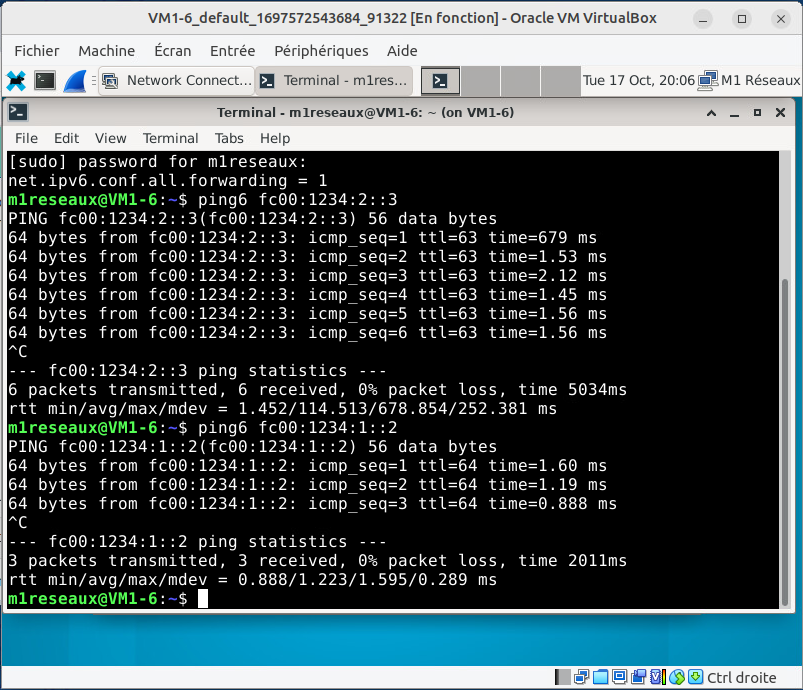 VM1-6_default_1697572543684_91322 [En fonction] - Oracle VM VirtualBox
Fichier Machine Écran Entrée Périphériques Aide
Network Connect... Terminal - m1res... Tue 17 Oct, 20:06 M1 Réseaux
Terminal - m1reseaux@VM1-6: ~ (on VM1-6)
File Edit View Terminal Tabs Help
[sudo] password for m1reseaux:
net.ipv6.conf.all.forwarding = 1
m1reseaux@VM1-6:~$ ping6 fc00:1234:2::3
PING fc00:1234:2::3(fc00:1234:2::3) 56 data bytes
64 bytes from fc00:1234:2::3: icmp_seq=1 ttl=63 time=679 ms
64 bytes from fc00:1234:2::3: icmp_seq=2 ttl=63 time=1.53 ms
64 bytes from fc00:1234:2::3: icmp_seq=3 ttl=63 time=2.12 ms
64 bytes from fc00:1234:2::3: icmp_seq=4 ttl=63 time=1.45 ms
64 bytes from fc00:1234:2::3: icmp_seq=5 ttl=63 time=1.56 ms
64 bytes from fc00:1234:2::3: icmp_seq=6 ttl=63 time=1.56 ms
^C
--- fc00:1234:2::3 ping statistics ---
6 packets transmitted, 6 received, 0% packet loss, time 5034ms
rtt min/avg/max/mdev = 1.452/114.513/678.854/252.381 ms
m1reseaux@VM1-6:~$ ping6 fc00:1234:1::2
PING fc00:1234:1::2(fc00:1234:1::2) 56 data bytes
64 bytes from fc00:1234:1::2: icmp_seq=1 ttl=64 time=1.60 ms
64 bytes from fc00:1234:1::2: icmp_seq=2 ttl=64 time=1.19 ms
64 bytes from fc00:1234:1::2: icmp_seq=3 ttl=64 time=0.888 ms
^C
--- fc00:1234:1::2 ping statistics ---
3 packets transmitted, 3 received, 0% packet loss, time 2011ms
rtt min/avg/max/mdev = 0.888/1.223/1.595/0.289 ms
m1reseaux@VM1-6:~$
Ctrl droite